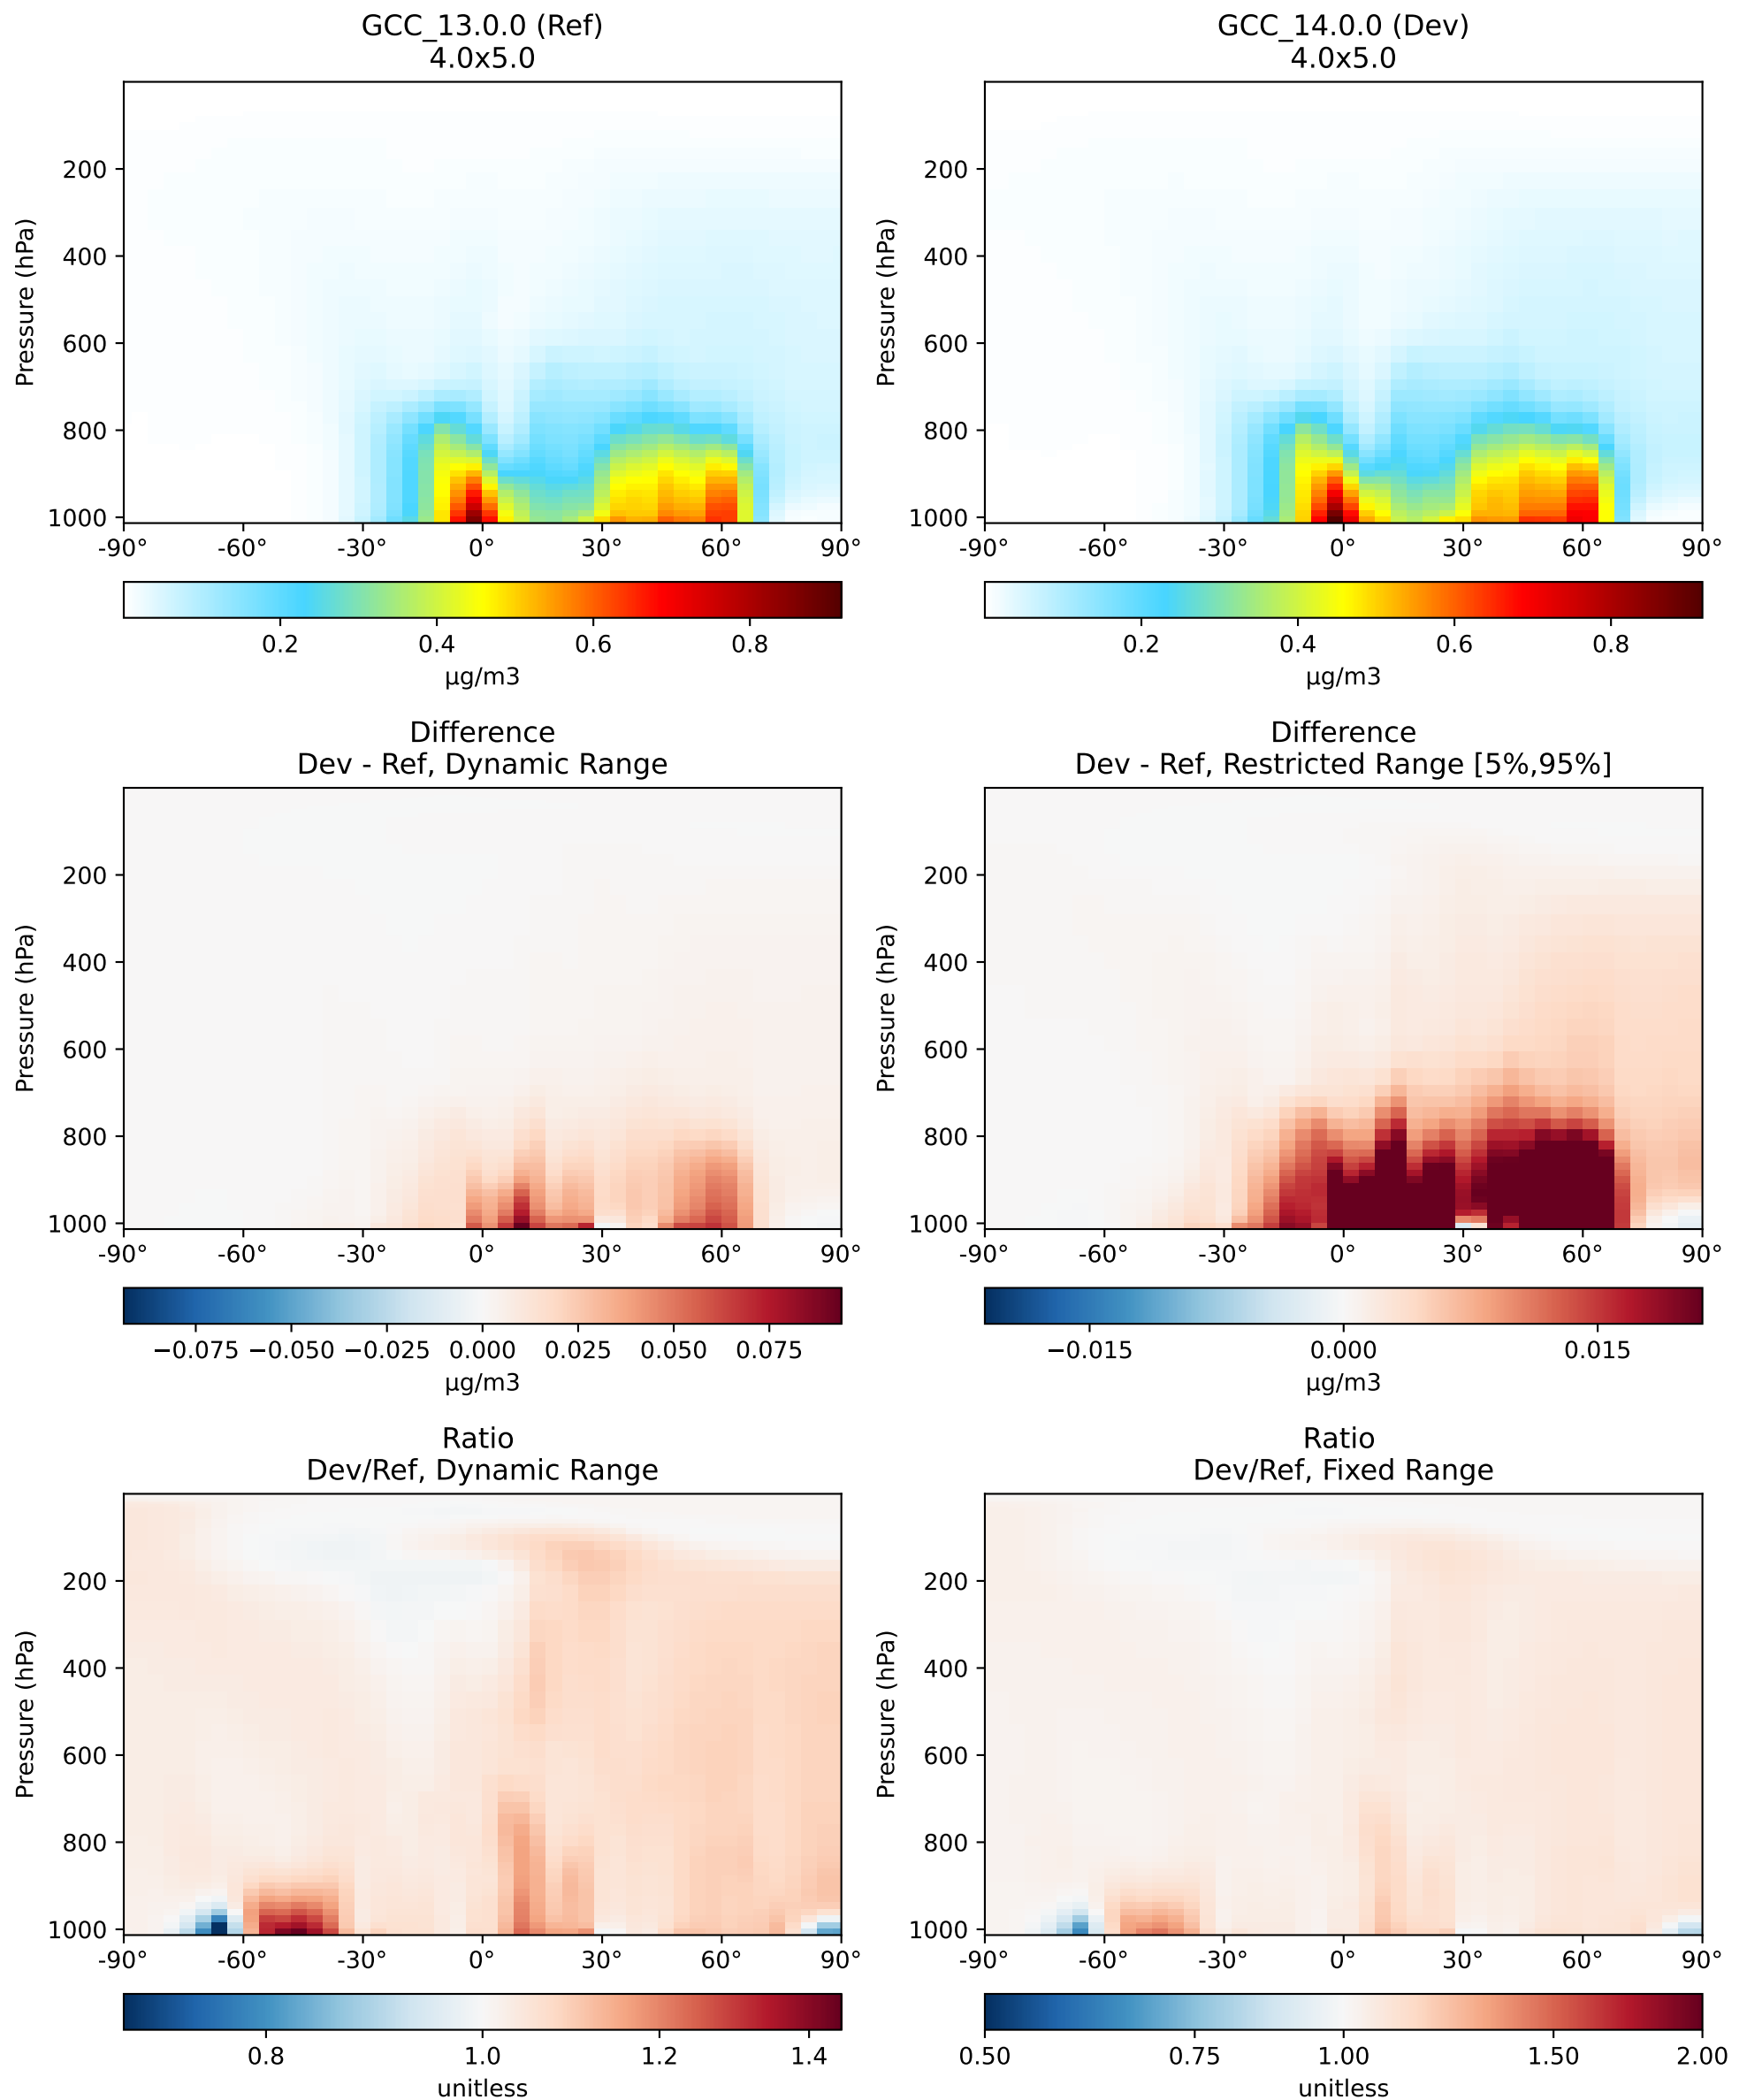 GCC_13.0.0 (Ref)
4.0x5.0
Pressure (hPa)
200
400
600
800
1000
-90° -60° -30° 0° 30° 60° 90°
0.2 0.4 0.6 0.8
μg/m3
GCC_14.0.0 (Dev)
4.0x5.0
Pressure (hPa)
200
400
600
800
1000
-90° -60° -30° 0° 30° 60° 90°
0.2 0.4 0.6 0.8
μg/m3
Difference
Dev - Ref, Dynamic Range
Pressure (hPa)
200
400
600
800
1000
-90° -60° -30° 0° 30° 60° 90°
−0.075 −0.050 −0.025 0.000 0.025 0.050 0.075
μg/m3
Difference
Dev - Ref, Restricted Range [5%,95%]
Pressure (hPa)
200
400
600
800
1000
-90° -60° -30° 0° 30° 60° 90°
−0.015 0.000 0.015
μg/m3
Ratio
Dev/Ref, Dynamic Range
Pressure (hPa)
200
400
600
800
1000
-90° -60° -30° 0° 30° 60° 90°
0.8 1.0 1.2 1.4
unitless
Ratio
Dev/Ref, Fixed Range
Pressure (hPa)
200
400
600
800
1000
-90° -60° -30° 0° 30° 60° 90°
0.50 0.75 1.00 1.50 2.00
unitless